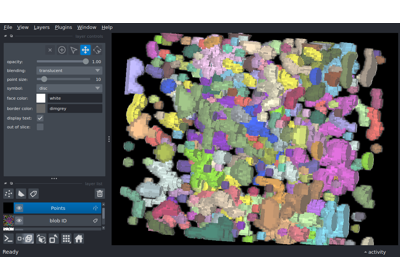 File View Layers Plugins Window Help
opacity: 1.00
blending: translucent
point size: 10
symbol: disc
face color: white
border color: dimgrey
display text: ✓
out of slice:
Points
blob ID
Ready
activity